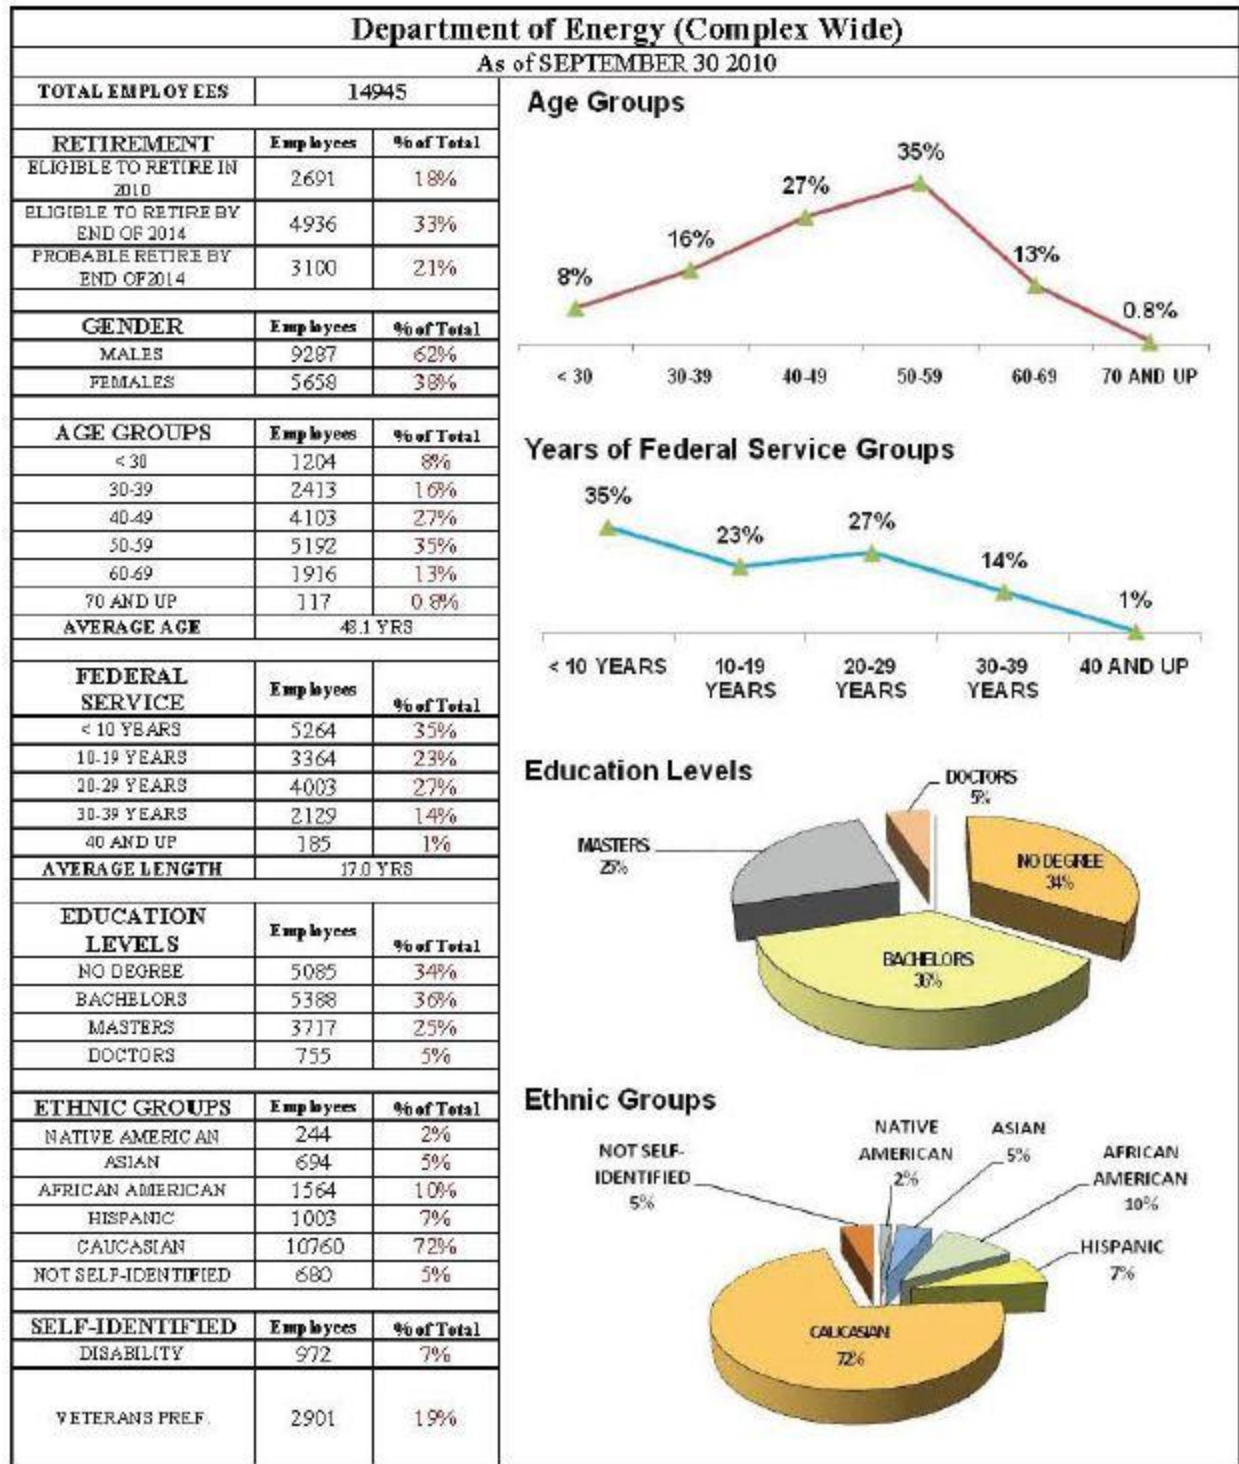 Department of Energy (Complex Wide)
As of SEPTEMBER 30 2010
TOTAL EMPLOYEES 14945
RETIREMENT Employees % of Total
ELIGIBLE TO RETIRE IN 2010 2691 18%
ELIGIBLE TO RETIRE BY END OF 2014 4936 33%
PROBABLE RETIRE BY END OF2014 3100 21%
GENDER Employees % of Total
MALES 9287 62%
FEMALES 5658 38%
AGE GROUPS Employees % of Total
< 30 1204 8%
30-39 2413 16%
40-49 4103 27%
50-59 5192 35%
60-69 1916 13%
70 AND UP 117 0.8%
AVERAGE AGE 48.1 YRS
FEDERAL SERVICE Employees % of Total
< 10 YEARS 5264 35%
10-19 YEARS 3364 23%
20-29 YEARS 4003 27%
30-39 YEARS 2129 14%
40 AND UP 185 1%
AVERAGE LENGTH 17.0 YRS
EDUCATION LEVELS Employees % of Total
NO DEGREE 5085 34%
BACHELORS 5388 36%
MASTERS 3717 25%
DOCTORS 755 5%
ETHNIC GROUPS Employees % of Total
NATIVE AMERICAN 244 2%
ASIAN 694 5%
AFRICAN AMERICAN 1564 10%
HISPANIC 1003 7%
CAUCASIAN 10760 72%
NOT SELF-IDENTIFIED 680 5%
SELF-IDENTIFIED Employees % of Total
DISABILITY 972 7%
VETERANS PREF. 2901 19%
Age Groups
8% 16% 27% 35% 13% 0.8%
< 30 30-39 40-49 50-59 60-69 70 AND UP
Years of Federal Service Groups
35% 23% 27% 14% 1%
< 10 YEARS 10-19 YEARS 20-29 YEARS 30-39 YEARS 40 AND UP
Education Levels
DOCTORS
5%
MASTERS
25%
NO DEGREE
34%
BACHELORS
36%
Ethnic Groups
NOT SELF-
IDENTIFIED
5%
NATIVE
AMERICAN
2%
ASIAN
5%
AFRICAN
AMERICAN
10%
HISPANIC
7%
CAUCASIAN
72%